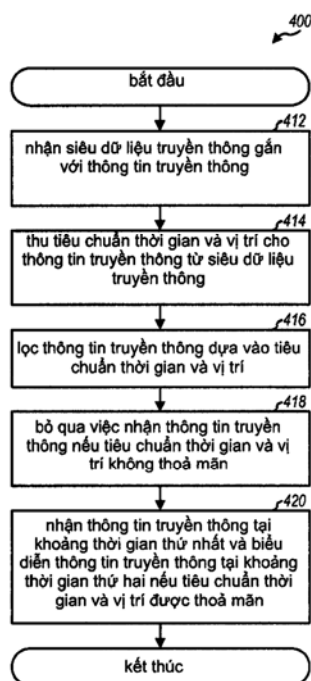 400
bắt đầu
412
nhận siêu dữ liệu truyền thông gắn
với thông tin truyền thông
414
thu tiêu chuẩn thời gian và vị trí cho
thông tin truyền thông từ siêu dữ liệu
truyền thông
416
lọc thông tin truyền thông dựa vào tiêu
chuẩn thời gian và vị trí
418
bỏ qua việc nhận thông tin truyền
thông nếu tiêu chuẩn thời gian và vị
trí không thoả mãn
420
nhận thông tin truyền thông tại
khoảng thời gian thứ nhất và biểu
diễn thông tin truyền thông tại khoảng
thời gian thứ hai nếu tiêu chuẩn thời
gian và vị trí được thoả mãn
kết thúc